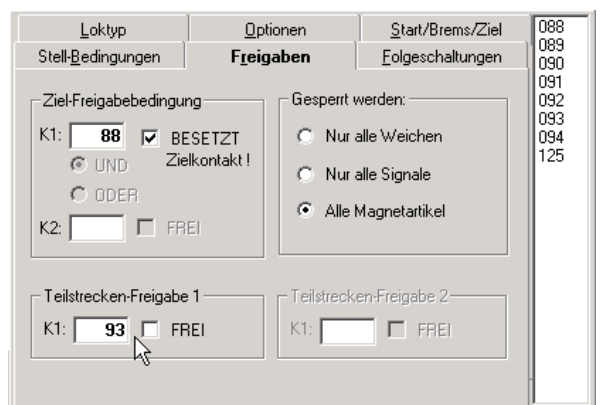 Loktyp Optionen Start/Brems/Ziel
Stell-Bedingungen Freigaben Folgeschaltungen
Ziel-Freigabebedingung
K1: 88 BESETZT
Zielkontakt !
UND
ODER
K2: FREI
Gesperrt werden:
Nur alle Weichen
Nur alle Signale
Alle Magnetartikel
Teilstrecken-Freigabe 1
K1: 93 FREI
Teilstrecken-Freigabe 2
K1: FREI
088
089
090
091
092
093
094
125